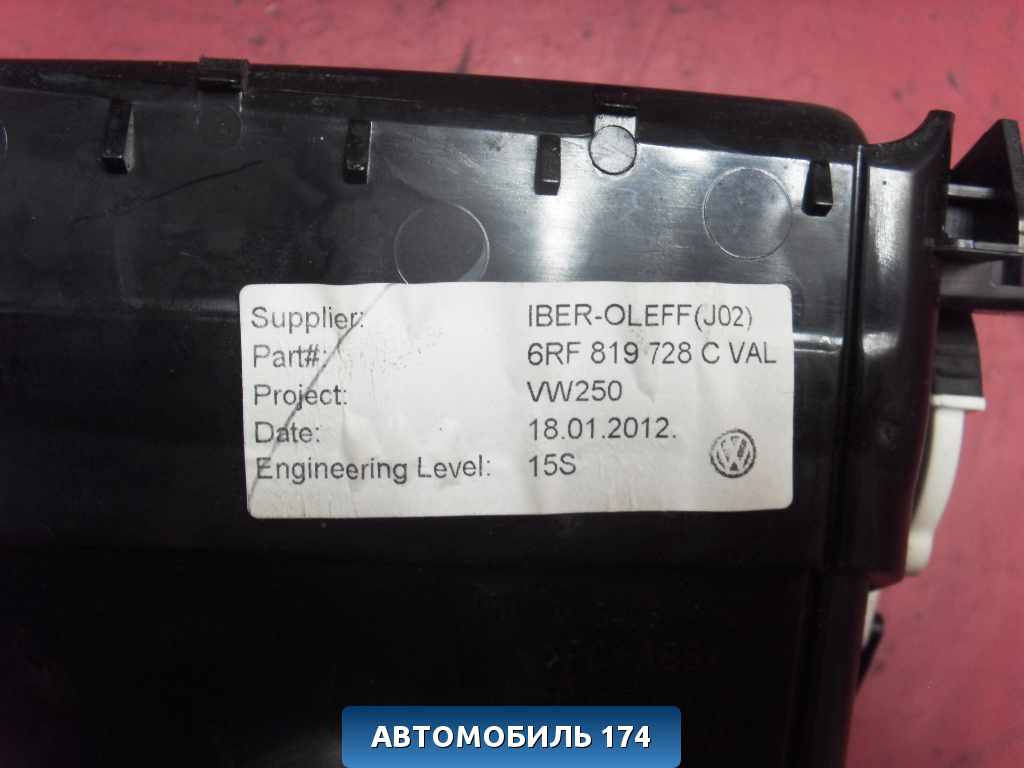 Supplier: IBER-OLEFF(J02)
Part#: 6RF 819 728 C VAL
Project: VW250
Date: 18.01.2012.
Engineering Level: 15S
АВТОМОБИЛЬ 174